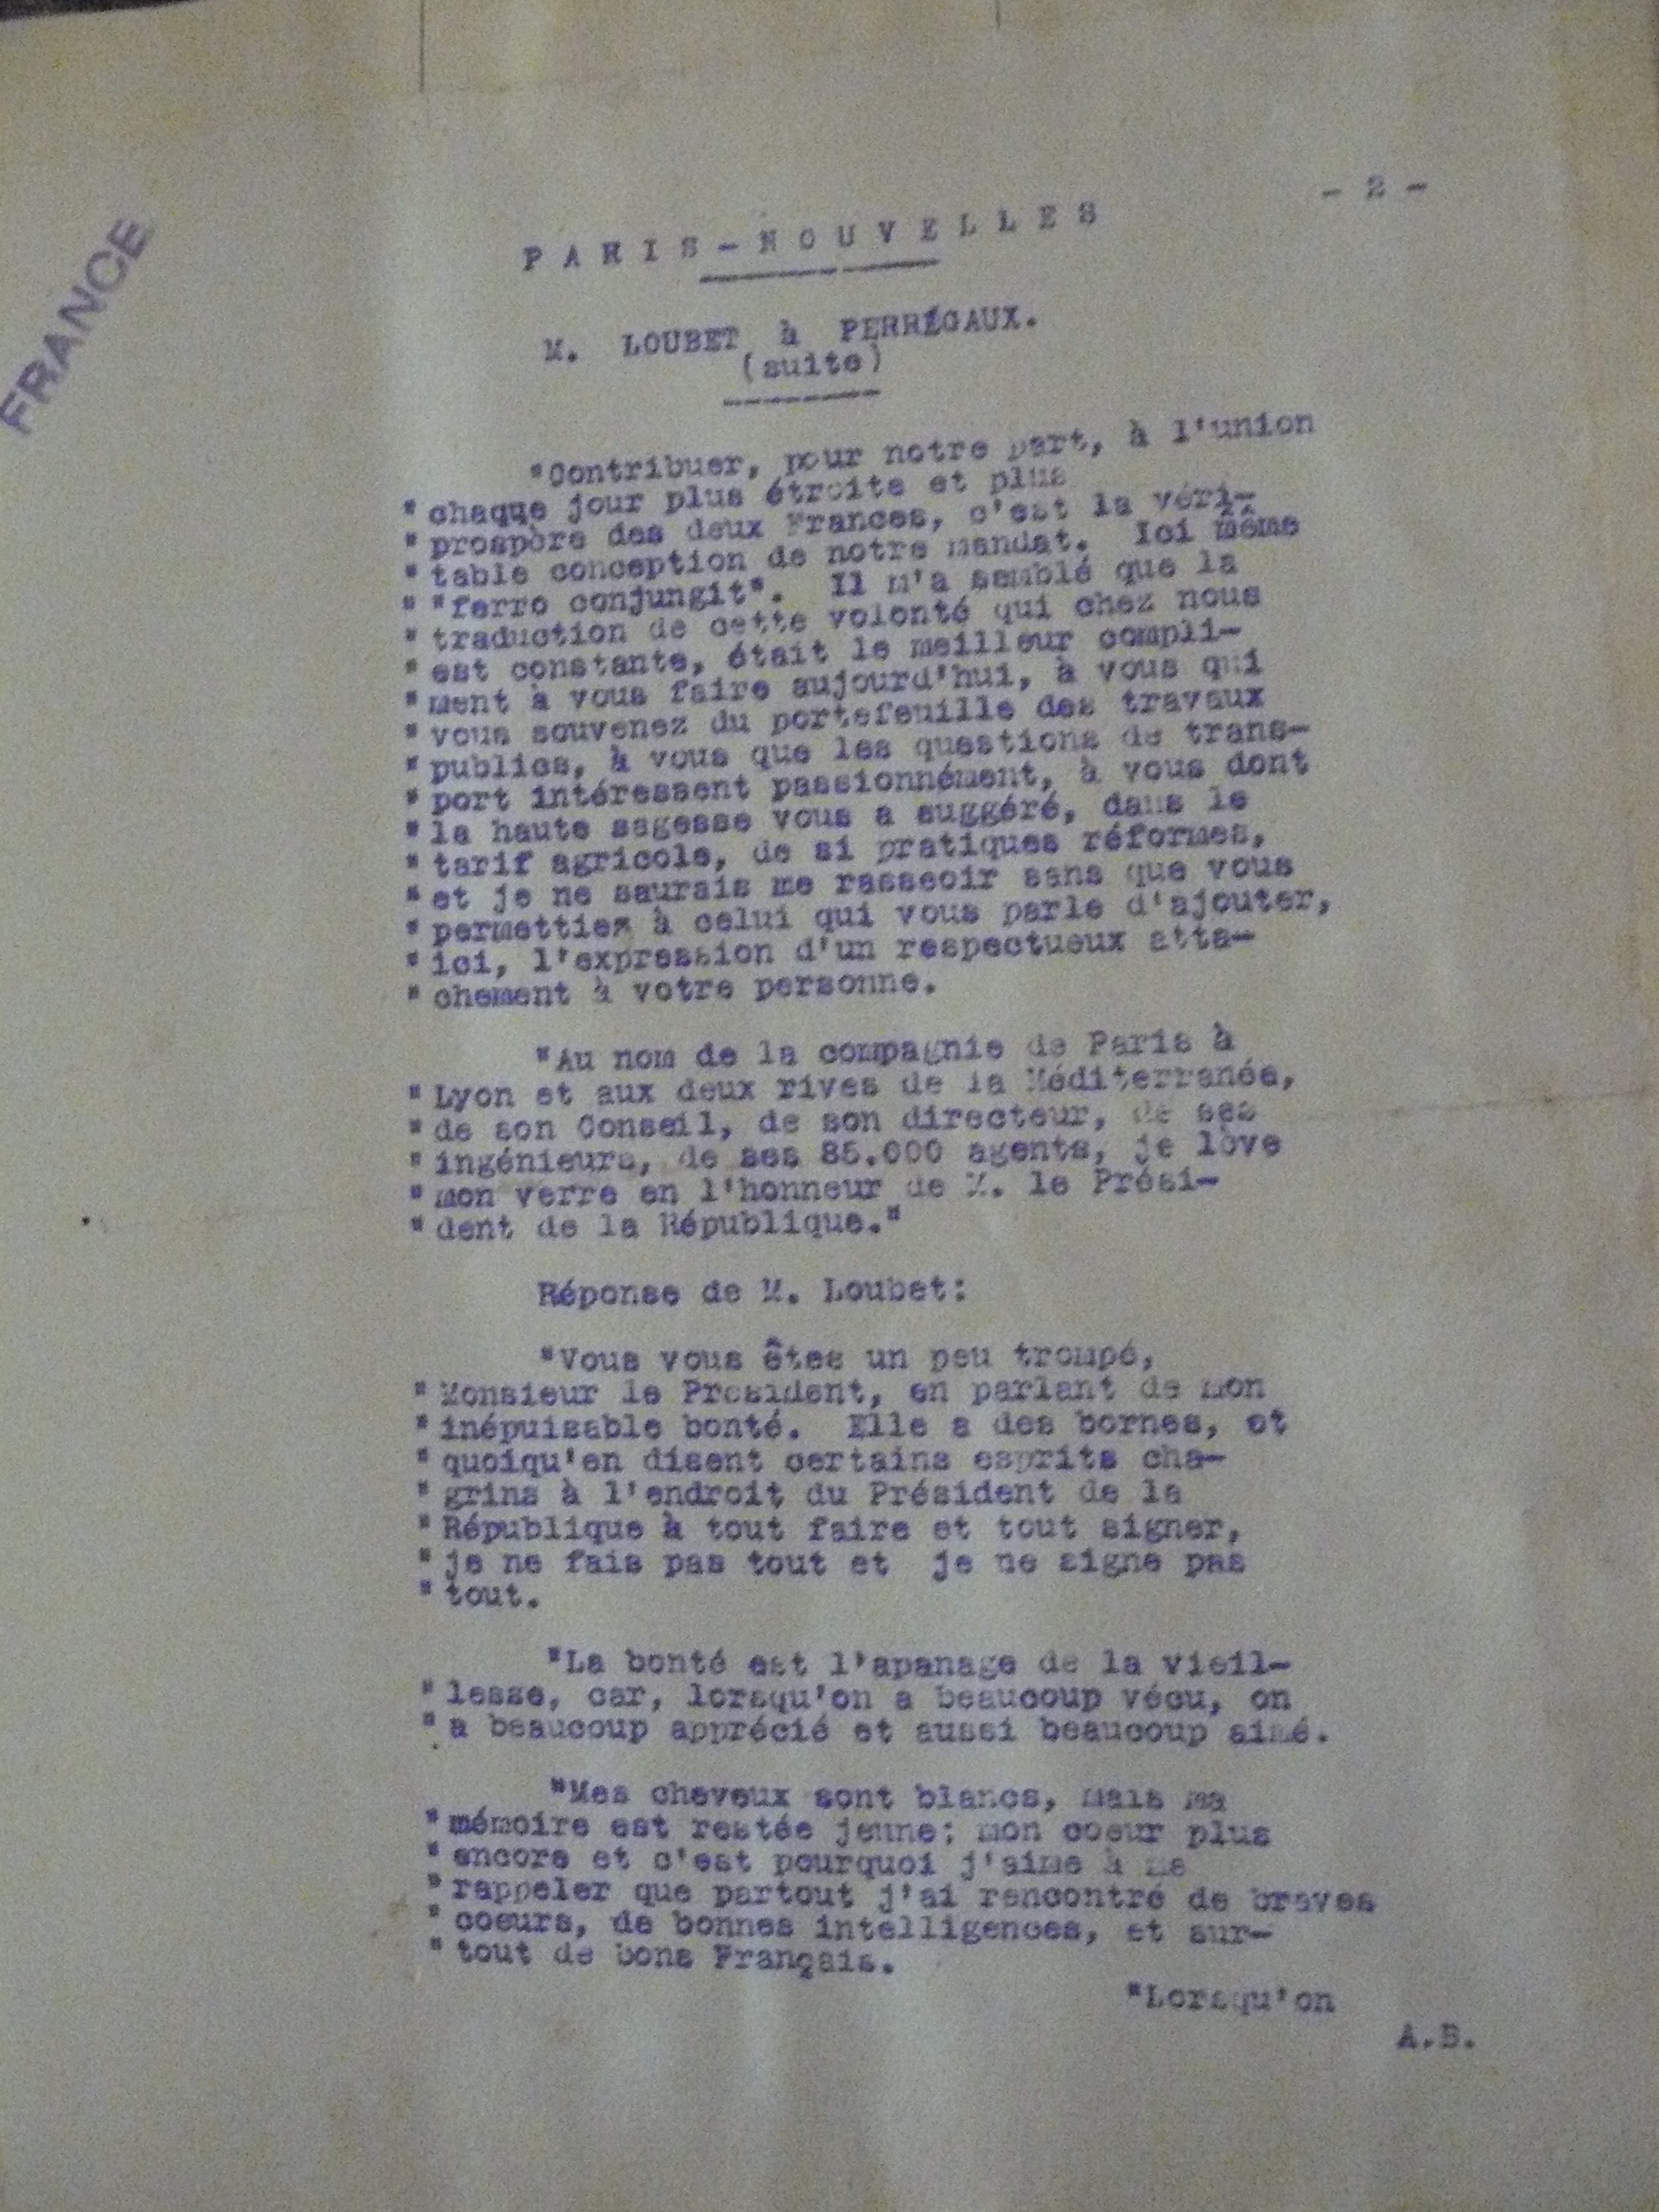 - 2 -
FRANCE
PARIS-NOUVELLES
M. LOUBET à PERRÉGAUX.
(suite)
"Contribuer, pour notre part, à l'union
" chaque jour plus étroite et plus
" prospère des deux Frances, c'est la véri-
" table conception de notre mandat. Ici même
" "ferro conjungit". Il m'a semblé que la
" traduction de cette volonté qui chez nous
" est constante, était le meilleur compli-
" ment à vous faire aujourd'hui, à vous qui
" vous souvenez du portefeuille des travaux
" publics, à vous que les questions de trans-
" port intéressent passionnément, à vous dont
" la haute sagesse vous a suggéré, dans le
" tarif agricole, de si pratiques réformes,
" et je ne saurais me rasseoir sans que vous
" permettiez à celui qui vous parle d'ajouter,
" ici, l'expression d'un respectueux atta-
" chement à votre personne.
"Au nom de la compagnie de Paris à
" Lyon et aux deux rives de la Méditerranée,
" de son Conseil, de son directeur, de ses
" ingénieurs, de ses 85.000 agents, je lève
" mon verre en l'honneur de M. le Prési-
" dent de la République."
Réponse de M. Loubet:
"Vous vous êtes un peu trompé,
" Monsieur le President, en parlant de mon
" inépuisable bonté. Elle a des bornes, et
" quoiqu'en disent certains esprits cha-
" grins à l'endroit du Président de la
" République à tout faire et tout signer,
" je ne fais pas tout et je ne signe pas
" tout.
"La bonté est l'apanage de la vieil-
" lesse, car, lorsqu'on a beaucoup vécu, on
" a beaucoup apprécié et aussi beaucoup aimé.
"Mes cheveux sont blancs, mais ma
" mémoire est restée jeune; mon coeur plus
" encore et c'est pourquoi j'aime à me
" rappeler que partout j'ai rencontré de braves
" coeurs, de bonnes intelligences, et sur-
" tout de bons Français.
"Lorsqu'on
A.B.